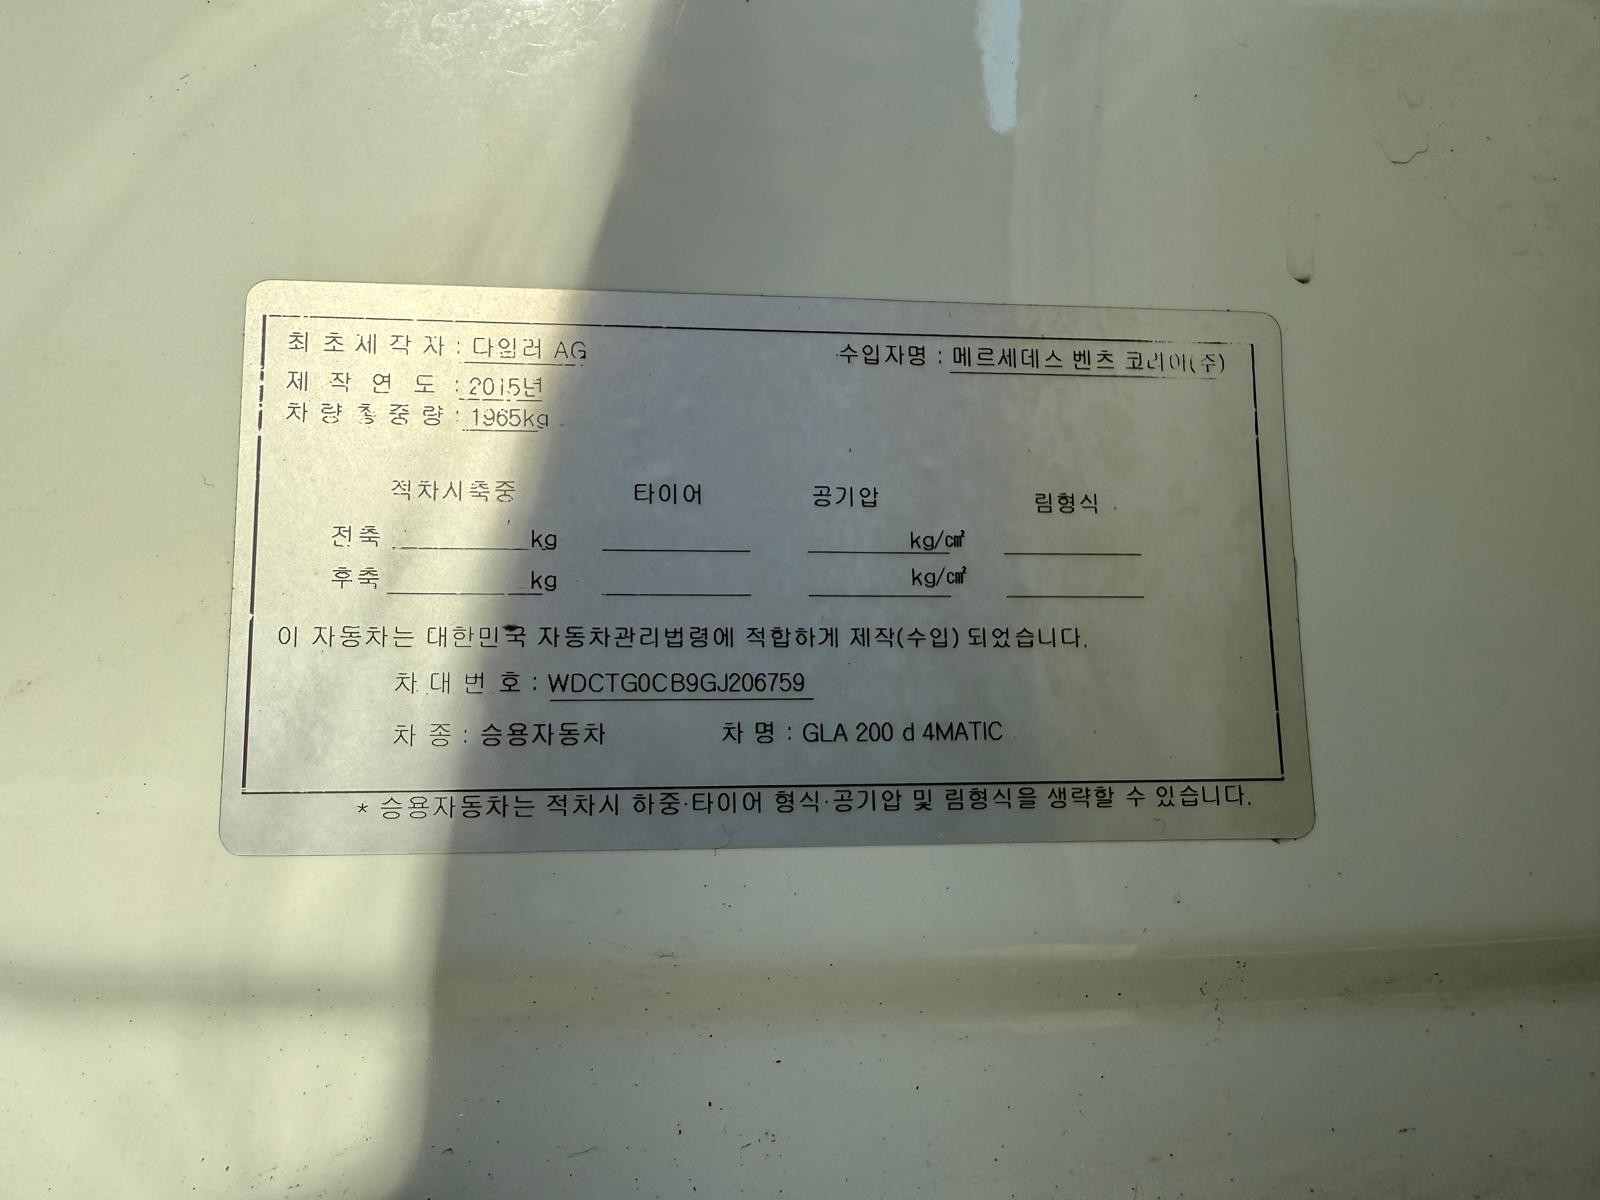 최초제작자 : 다임러 AG 수입자명 : 메르세데스 벤츠 코리아(주)
제작연도 : 2015년
차량총중량 : 1965kg
적차시축중 타이어 공기압 림형식
전축 kg kg/㎠
후축 kg kg/㎠
이 자동차는 대한민국 자동차관리법령에 적합하게 제작(수입) 되었습니다.
차대번호 : WDCTG0CB9GJ206759
차종 : 승용자동차 차명 : GLA 200 d 4MATIC
* 승용자동차는 적차시 하중·타이어 형식·공기압 및 림형식을 생략할 수 있습니다.